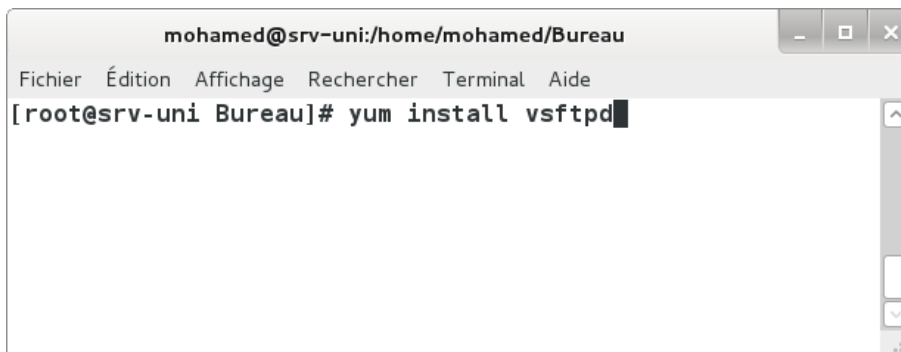 mohamed@srv-uni:/home/mohamed/Bureau
Fichier Édition Affichage Rechercher Terminal Aide
[root@srv-uni Bureau]# yum install vsftpd